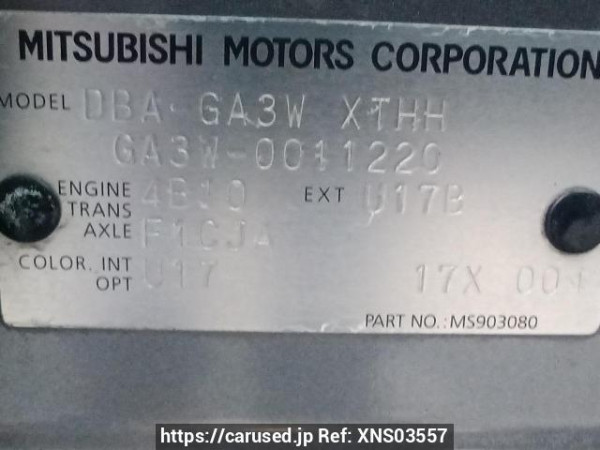 MITSUBISHI MOTORS CORPORATION
MODEL DBA-GA3W XTHH
GA3W-0011220
ENGINE 4B10 EXT U17B
TRANS
AXLE F1CJA
COLOR. INT U17
OPT 17X 001
PART NO.:MS903080
https://carused.jp Ref: XNS03557